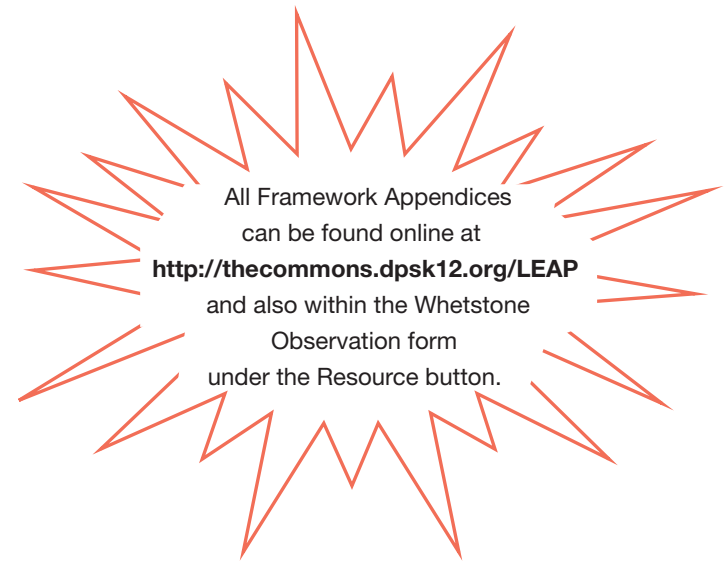 All Framework Appendices
can be found online at
http://thecommons.dpsk12.org/LEAP
and also within the Whetstone
Observation form
under the Resource button.